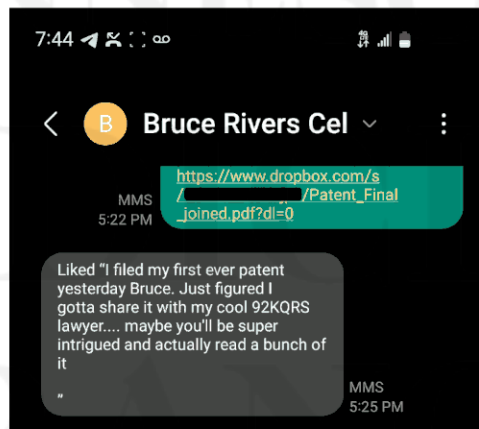 7:44
B Bruce Rivers Cel
https://www.dropbox.com/s
/ /Patent_Final
_joined.pdf?dl=0
MMS
5:22 PM
Liked “I filed my first ever patent
yesterday Bruce. Just figured I
gotta share it with my cool 92KQRS
lawyer.... maybe you'll be super
intrigued and actually read a bunch of
it
”
MMS
5:25 PM